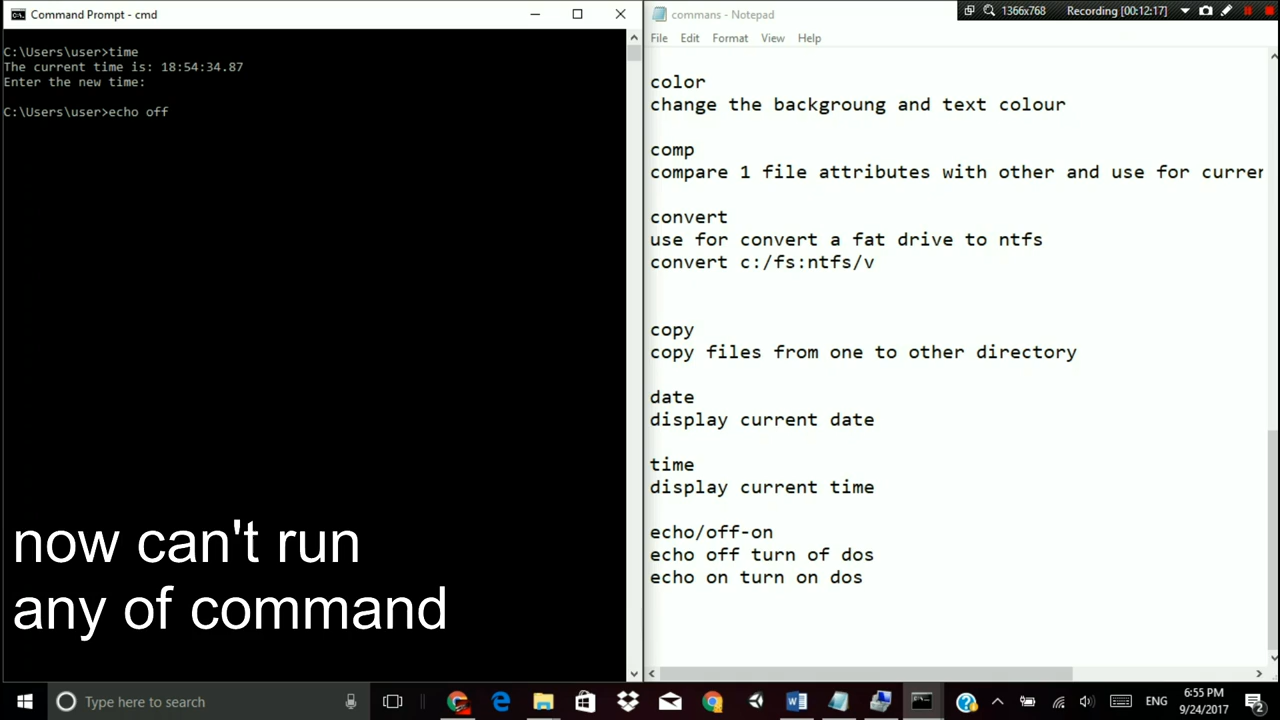 Command Prompt - cmd
C:\Users\user>time
The current time is: 18:54:34.87
Enter the new time:
C:\Users\user>echo off
now can't run
any of command
commans - Notepad
1366x768
Recording [00:12:17]
File Edit Format View Help
color
change the backgroung and text colour
comp
compare 1 file attributes with other and use for curren
convert
use for convert a fat drive to ntfs
convert c:/fs:ntfs/v
copy
copy files from one to other directory
date
display current date
time
display current time
echo/off-on
echo off turn of dos
echo on turn on dos
Type here to search
ENG
6:55 PM
9/24/2017
2